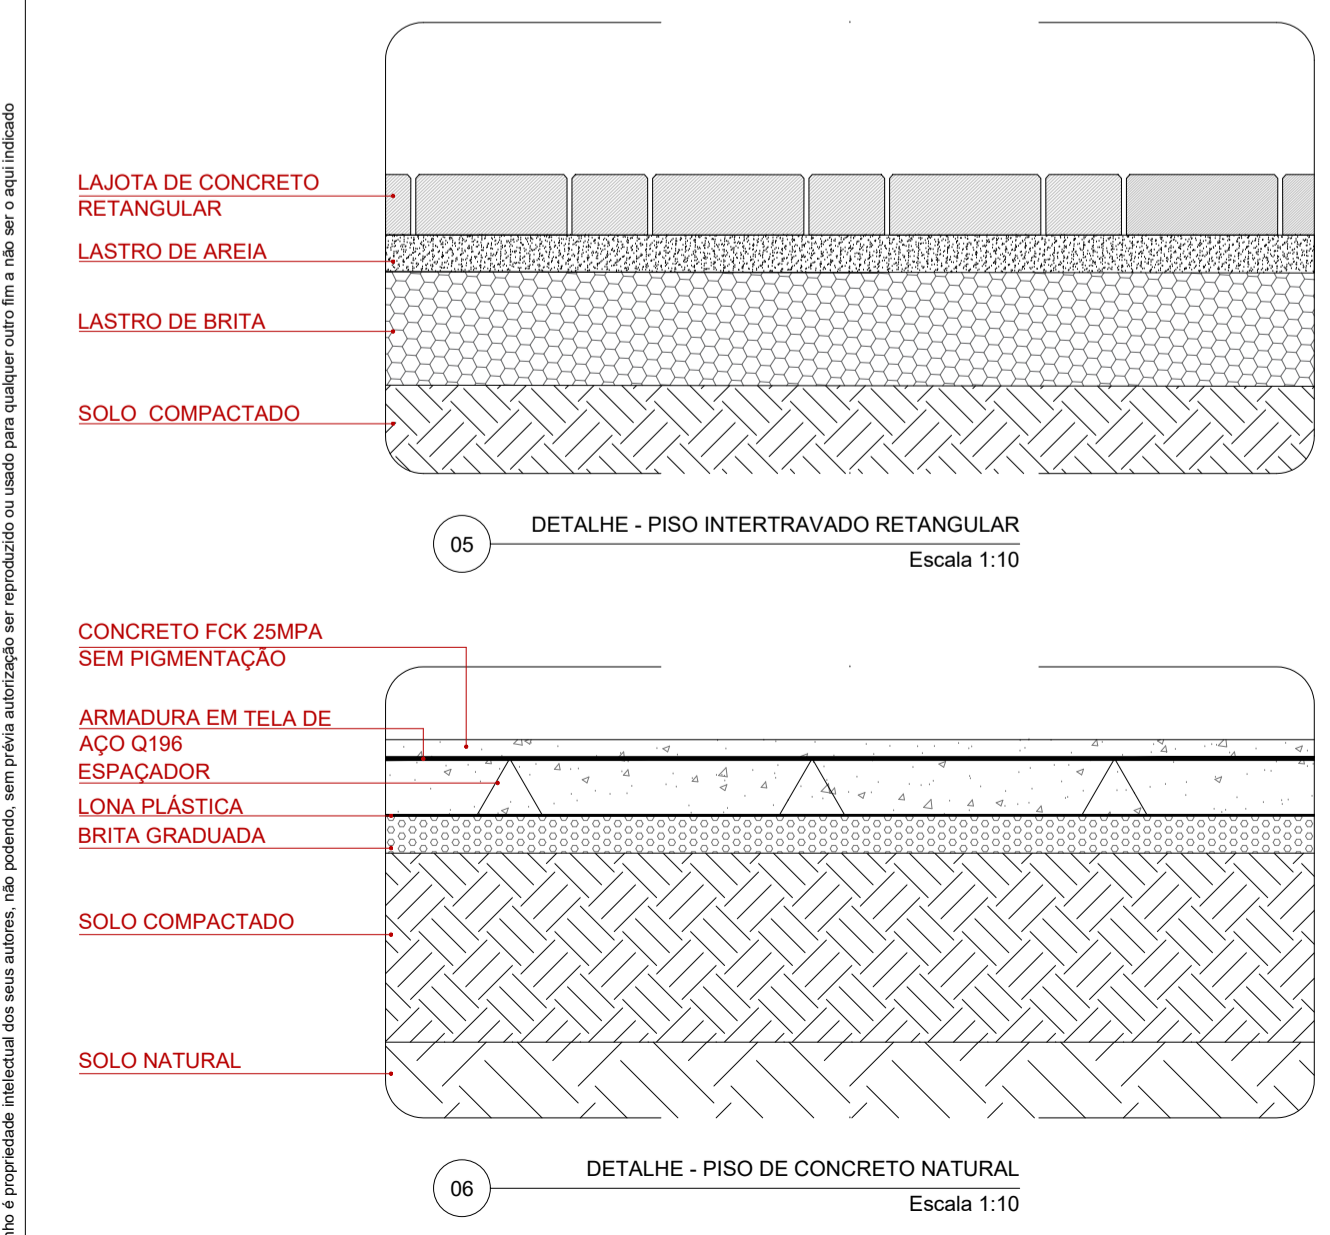 LAJOTA DE CONCRETO
RETANGULAR
LASTRO DE AREIA
LASTRO DE BRITA
SOLO  COMPACTADO
05
DETALHE - PISO INTERTRAVADO RETANGULAR
Escala 1:10
CONCRETO FCK 25MPA
SEM PIGMENTAÇÃO
ARMADURA EM TELA DE
AÇO Q196
ESPAÇADOR
LONA PLÁSTICA
BRITA GRADUADA
SOLO COMPACTADO
SOLO NATURAL
06
DETALHE - PISO DE CONCRETO NATURAL
Escala 1:10
é propriedade intelectual dos seus autores, não podendo, sem prévia autorização ser reproduzido ou usado para qualquer outro fim a não ser o aqui indicado